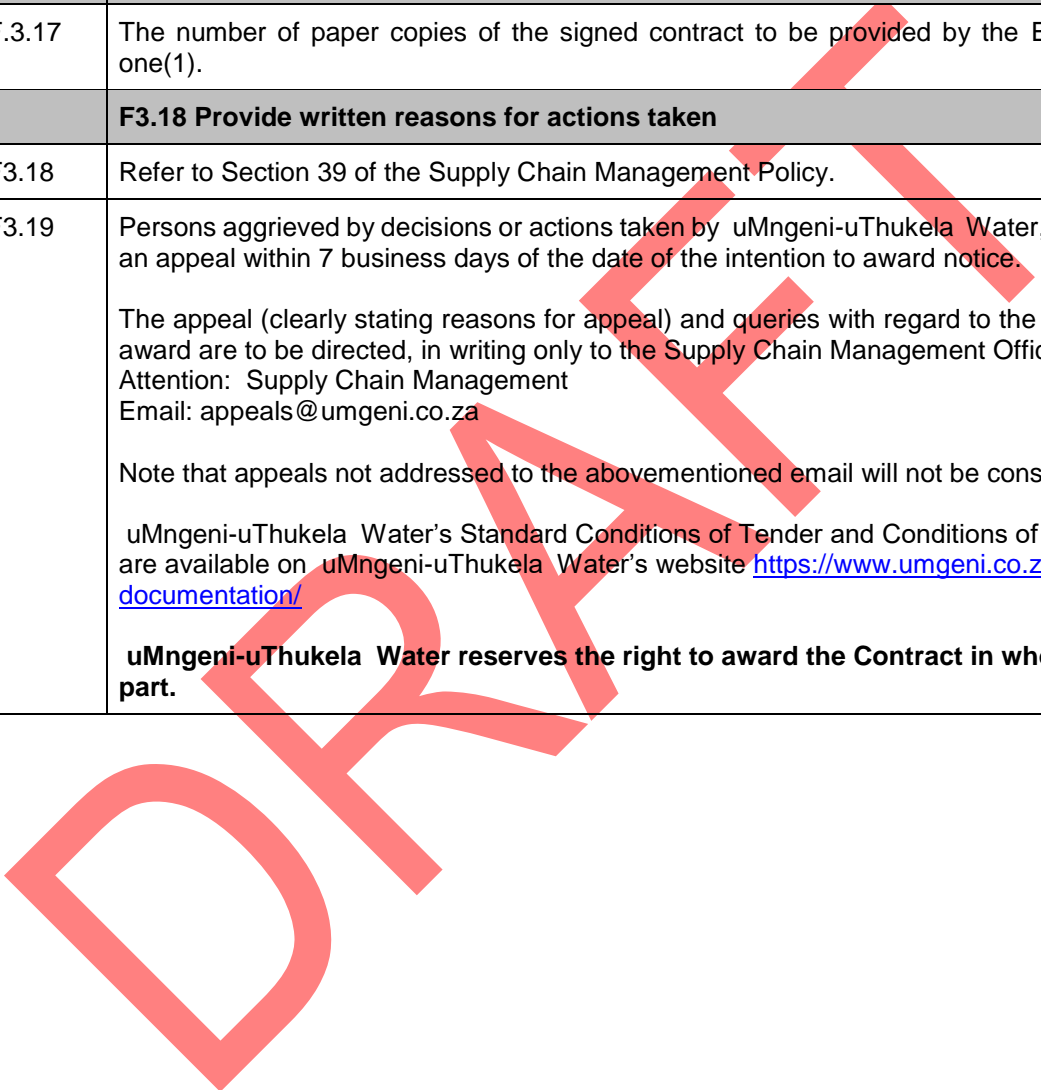 .3.17 The number of paper copies of the signed contract to be provided by the
one(1).
F3.18 Provide written reasons for actions taken
F3.18 Refer to Section 39 of the Supply Chain Management Policy.
F3.19 Persons aggrieved by decisions or actions taken by uMngeni-uThukela Water,
an appeal within 7 business days of the date of the intention to award notice.
The appeal (clearly stating reasons for appeal) and queries with regard to the
award are to be directed, in writing only to the Supply Chain Management
Attention: Supply Chain Management
Email: appeals@umgeni.co.za
Note that appeals not addressed to the abovementioned email will not be
uMngeni-uThukela Water's Standard Conditions of Tender and Conditions of
are available on uMngeni-uThukela Water's website https://www.umgeni.co.z
documentation/
uMngeni-uThukela Water reserves the right to award the Contract in
part.
DRAFT